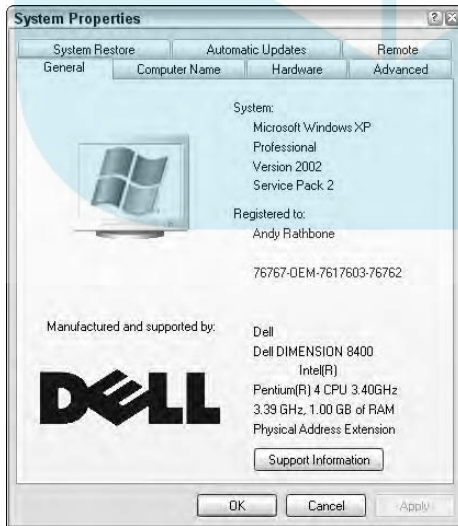 System Properties
System Restore Automatic Updates Remote
General Computer Name Hardware Advanced
System:
Microsoft Windows XP
Professional
Version 2002
Service Pack 2
Registered to:
Andy Rathbone
76767-OEM-7617603-76762
Manufactured and supported by:
DELL
Dell
Dell DIMENSION 8400
Intel(R)
Pentium(R) 4 CPU 3.40GHz
3.39 GHz, 1.00 GB of RAM
Physical Address Extension
Support Information
OK Cancel Apply